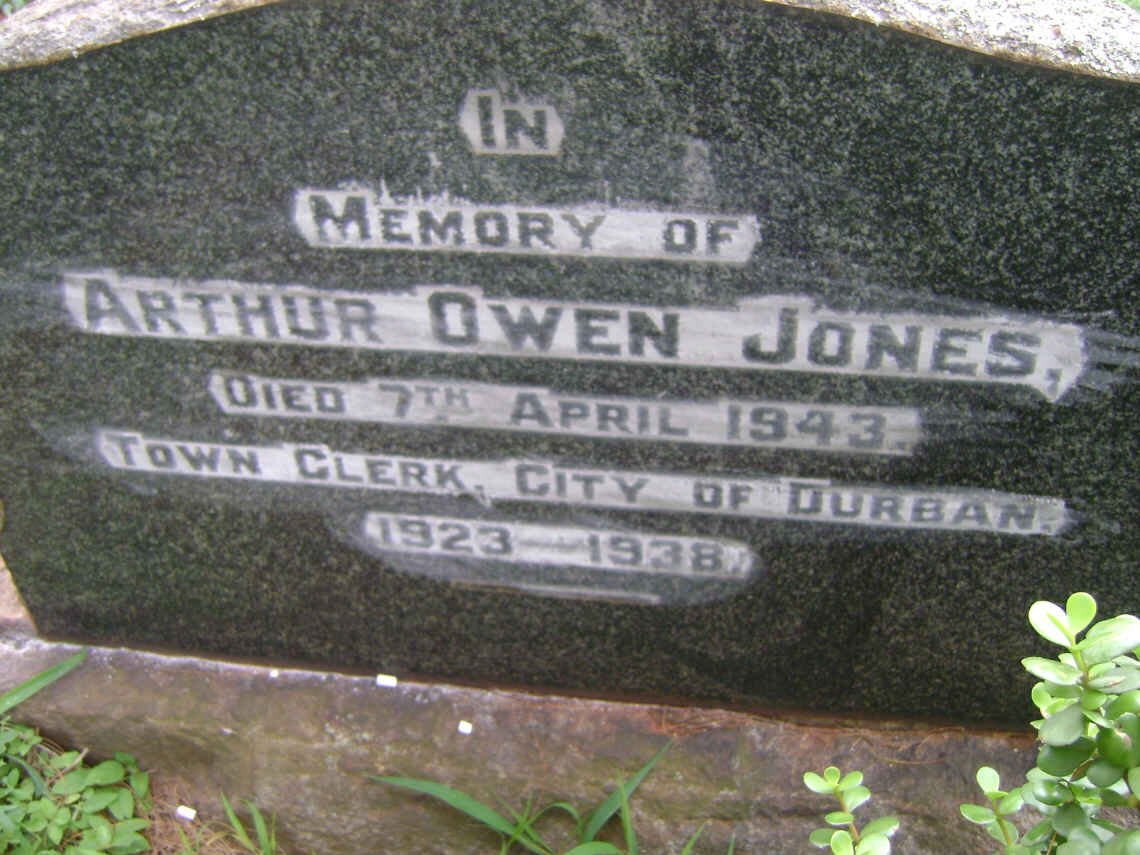 In
Memory of
Arthur Owen Jones,
Died 7th April 1943.
Town Clerk, City of Durban.
1923 — 1938.